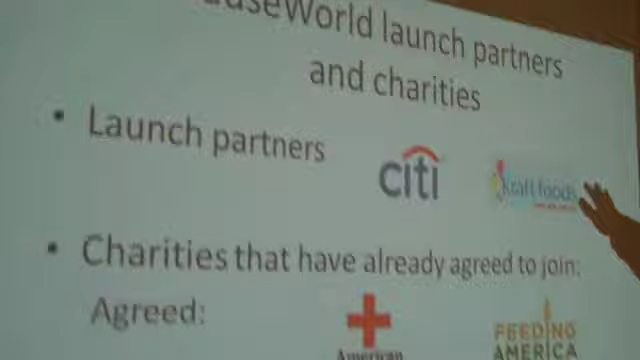 useWorld launch partners
and charities
• Launch partners
citi
kraft foods
• Charities that have already agreed to join:
Agreed:
American
FEEDING
AMERICA